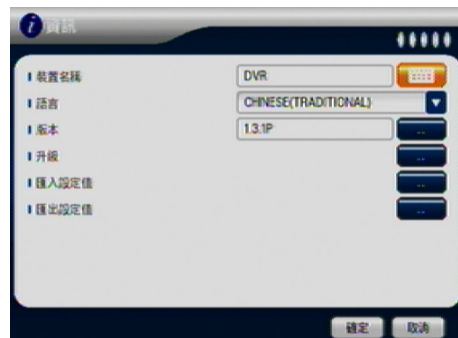 資訊
裝置名稱 DVR
語言 CHINESE(TRADITIONAL)
版本 1.3.1P ..
升級 ..
匯入設定值 ..
匯出設定值 ..
確定 取消